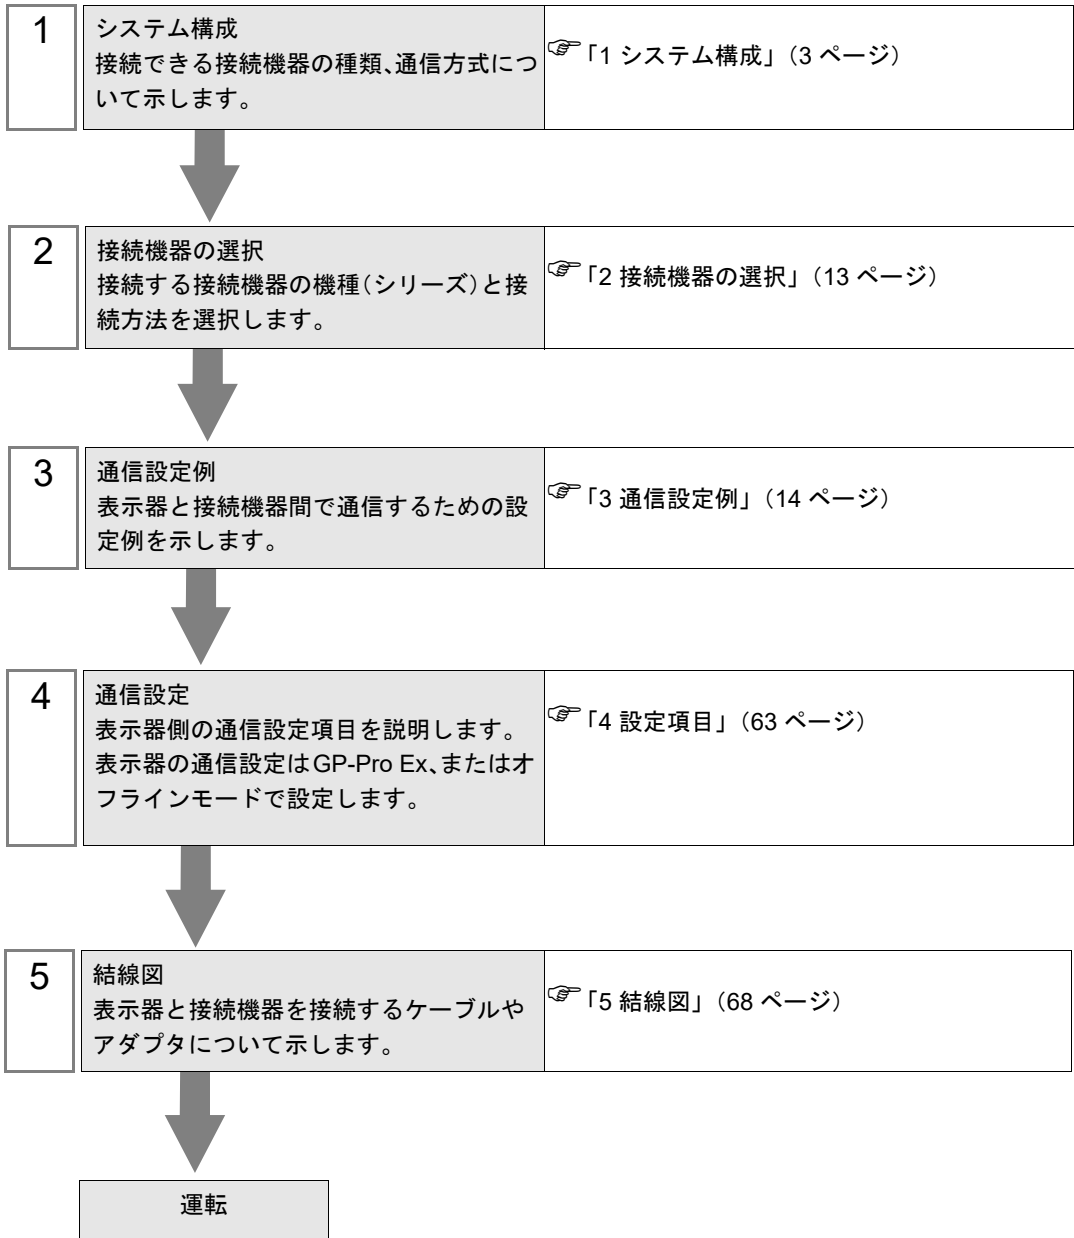 1
システム構成
接続できる接続機器の種類、通信方式につ
いて示します。
☞「1 システム構成」（3 ページ）
2
接続機器の選択
接続する接続機器の機種（シリーズ）と接
続方法を選択します。
☞「2 接続機器の選択」（13 ページ）
3
通信設定例
表示器と接続機器間で通信するための設
定例を示します。
☞「3 通信設定例」（14 ページ）
4
通信設定
表示器側の通信設定項目を説明します。
表示器の通信設定はGP-Pro Ex、またはオ
フラインモードで設定します。
☞「4 設定項目」（63 ページ）
5
結線図
表示器と接続機器を接続するケーブルや
アダプタについて示します。
☞「5 結線図」（68 ページ）
運転